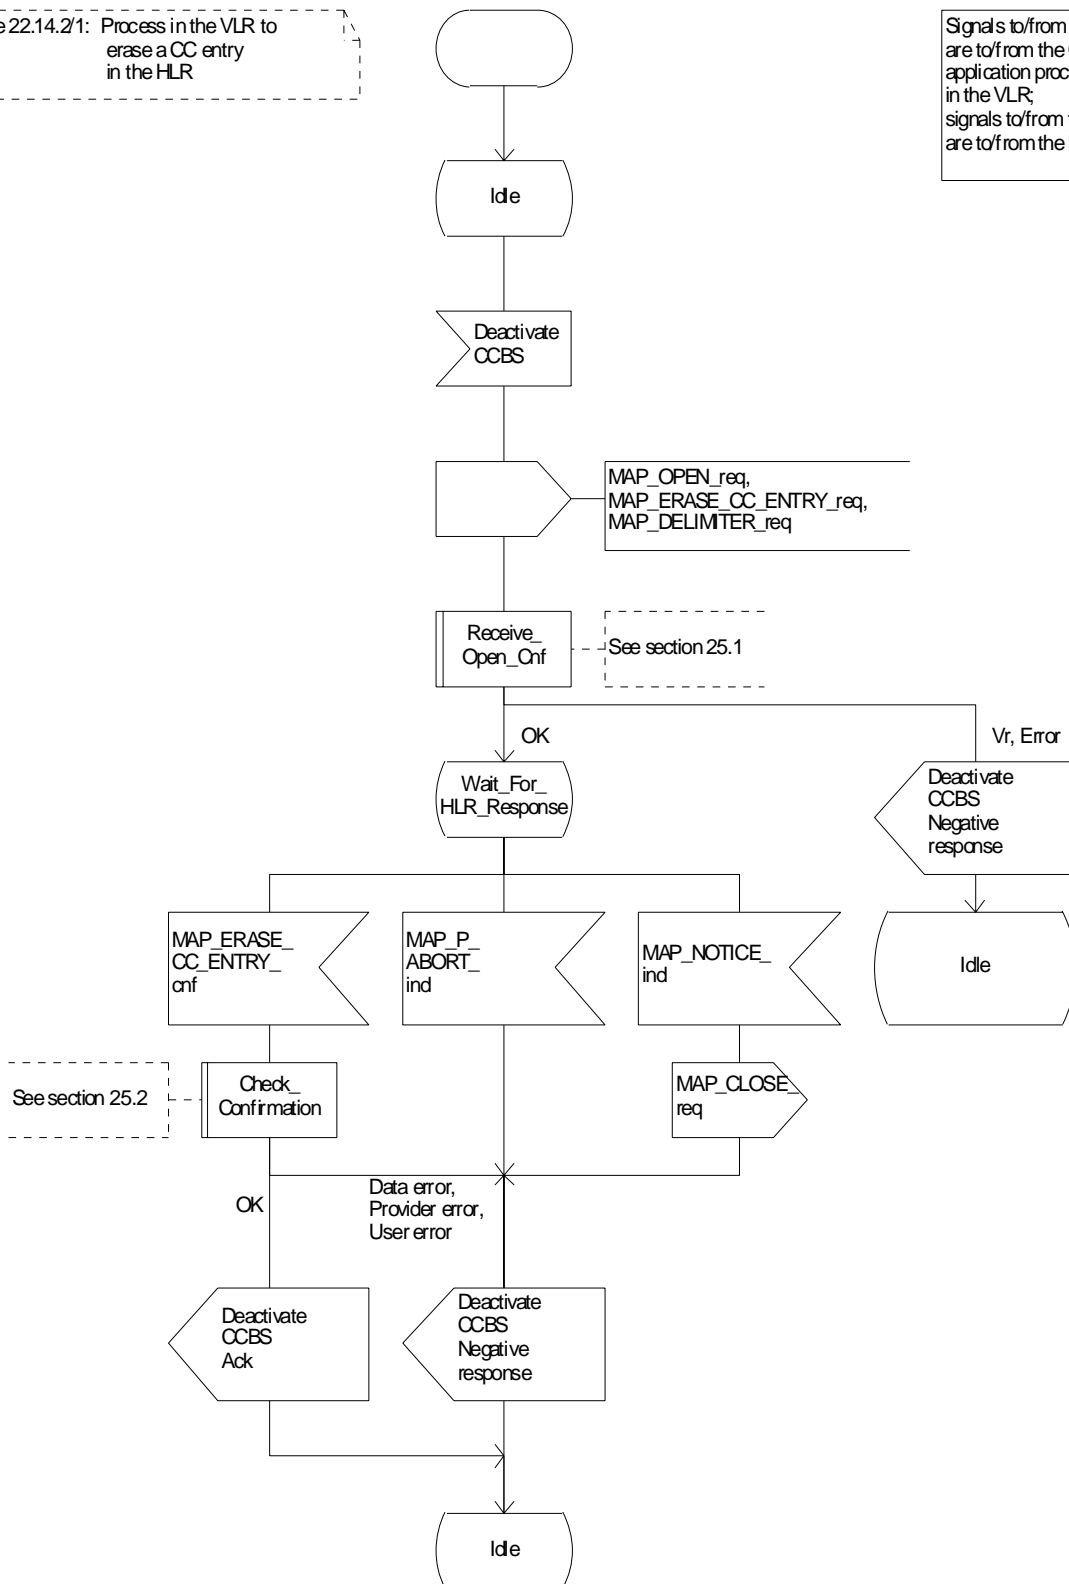 22.14.2/1: Process in the VLR to
erase a CC entry
in the HLR
Signals to/from
are to/from the
application
in the VLR;
signals to/from
are to/from the
Idle
Deactivate
CCBS
MAP_OPEN_req,
MAP_ERASE_CC_ENTRY_req,
MAP_DELIMITER_req
Receive_
Open_Cnf
See section 25.1
OK
Vr, Error
Wait_For_
HLR_Response
Deactivate
CCBS
Negative
response
MAP_ERASE_
CC_ENTRY_
cnf
MAP_P_
ABORT_
ind
MAP_NOTICE_
ind
Idle
See section 25.2
Check_
Confirmation
MAP_CLOSE_
req
OK
Data error,
Provider error,
User error
Deactivate
CCBS
Ack
Deactivate
CCBS
Negative
response
Idle